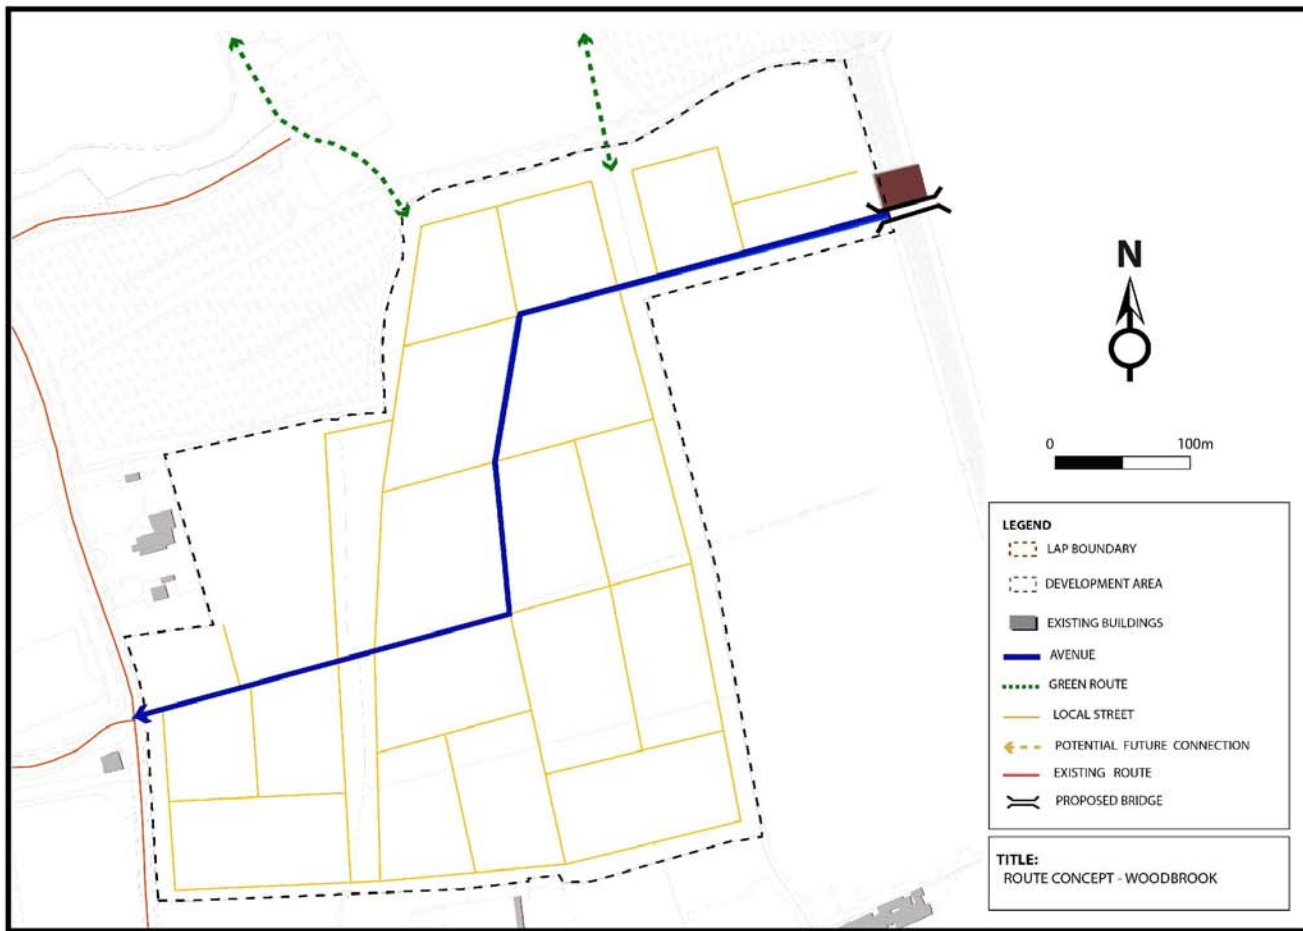 N
0 100m
LEGEND
LAP BOUNDARY
DEVELOPMENT AREA
EXISTING BUILDINGS
AVENUE
GREEN ROUTE
LOCAL STREET
POTENTIAL FUTURE CONNECTION
EXISTING ROUTE
PROPOSED BRIDGE
TITLE:
ROUTE CONCEPT - WOODBROOK